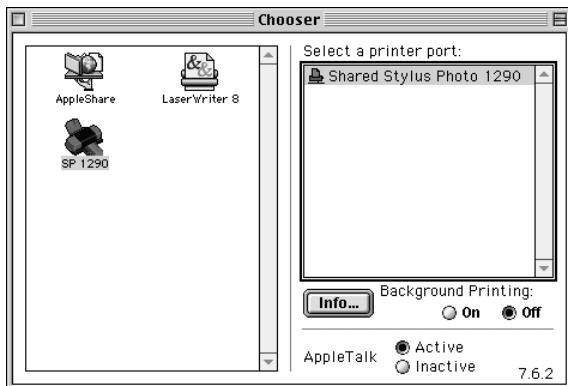 Chooser
AppleShare
LaserWriter 8
SP 1290
Select a printer port:
Shared Stylus Photo 1290
Info...
Background Printing:
On Off
AppleTalk
Active
Inactive
7.6.2